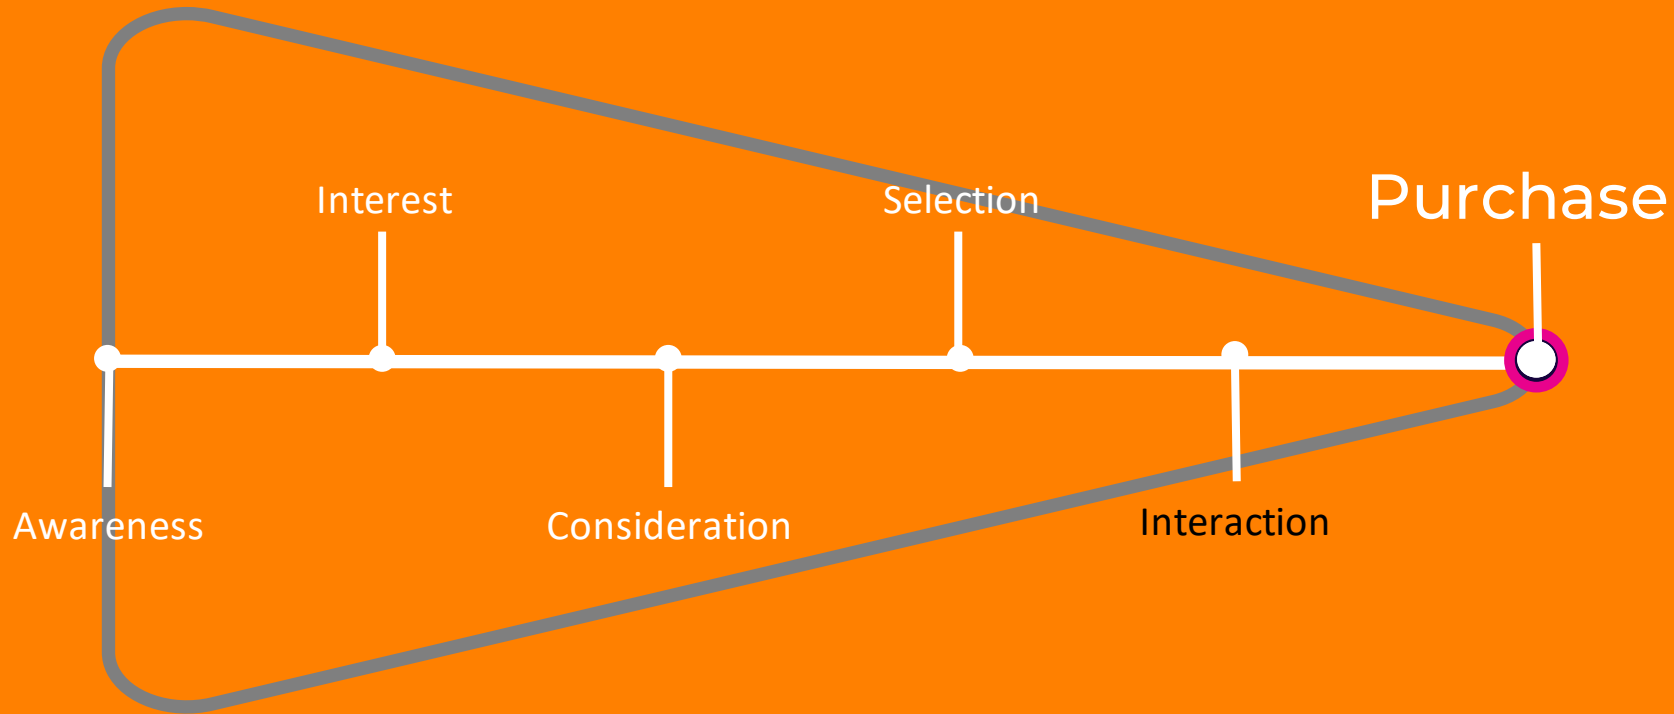 Interest
Selection
Purchase
Awareness
Consideration
Interaction